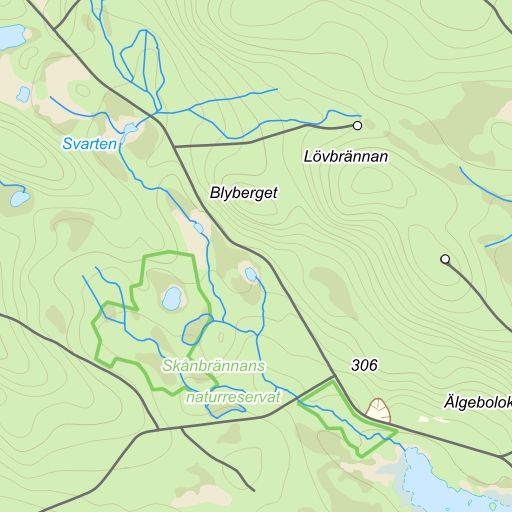 Svarten
Lövbrännan
Blyberget
Skånbrännans
naturreservat
306
Älgebolok